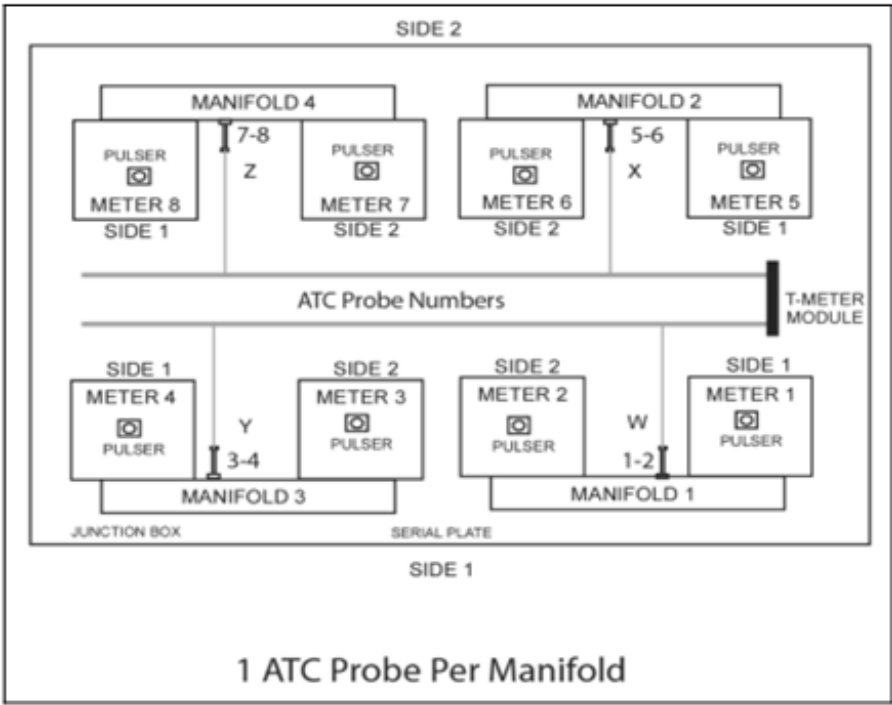 SIDE 2
MANIFOLD 4
MANIFOLD 2
7-8
5-6
PULSER
PULSER
PULSER
PULSER
Z
X
METER 8
METER 7
METER 6
METER 5
SIDE 1
SIDE 2
SIDE 2
SIDE 1
ATC Probe Numbers
T-METER
MODULE
SIDE 1
SIDE 2
SIDE 2
SIDE 1
METER 4
METER 3
METER 2
METER 1
Y
W
PULSER
PULSER
PULSER
PULSER
3-4
1-2
MANIFOLD 3
MANIFOLD 1
JUNCTION BOX
SERIAL PLATE
SIDE 1
1 ATC Probe Per Manifold